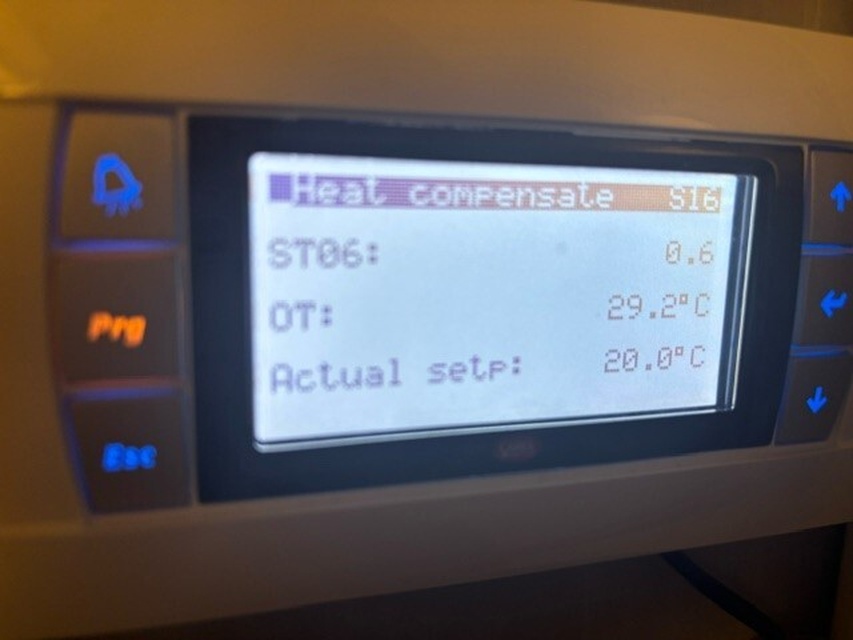 Heat compensate S16
ST06: 0.6
OT: 29.2°C
Actual setp: 20.0°C
Prg
Esc